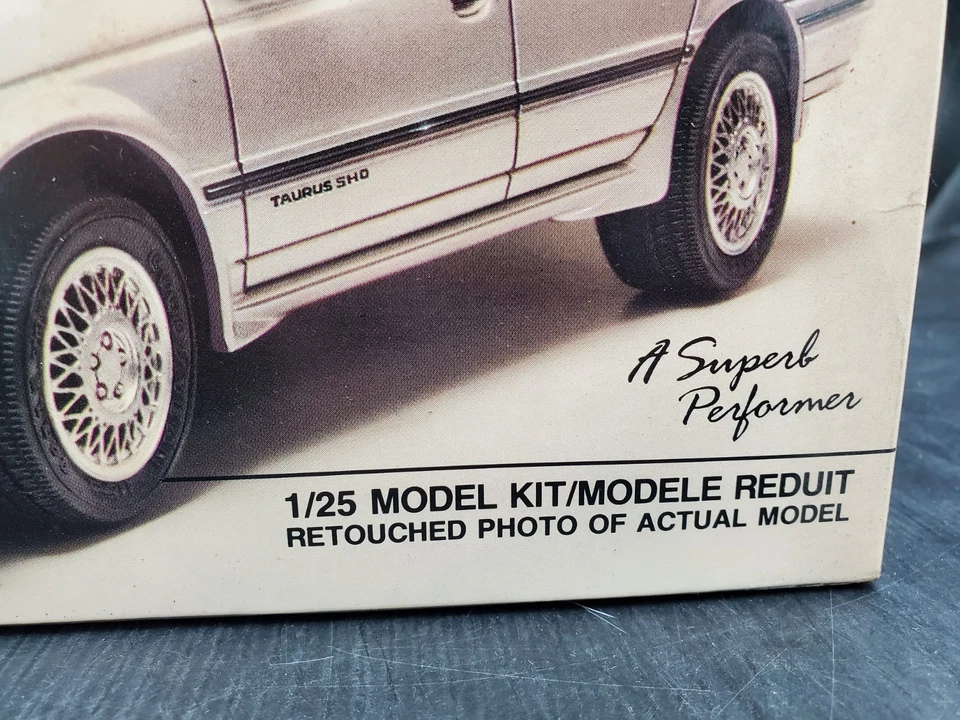 TAURUS SHO
A Superb
Performer
1/25 MODEL KIT/MODELE REDUIT
RETOUCHED PHOTO OF ACTUAL MODEL